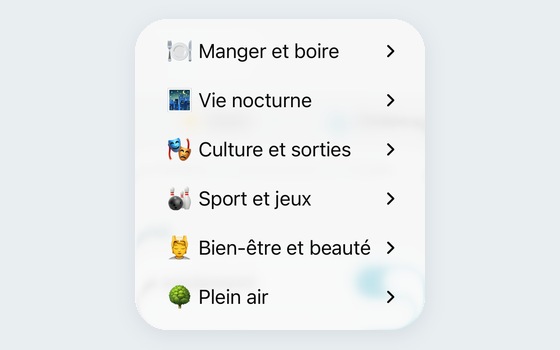 Manger et boire
Vie nocturne
Culture et sorties
Sport et jeux
Bien-être et beauté
Plein air